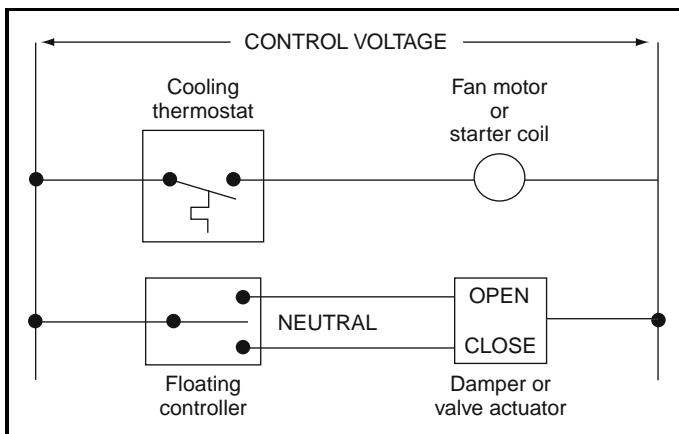 CONTROL VOLTAGE
Cooling
thermostat
Fan motor
or
starter coil
OPEN
NEUTRAL
CLOSE
Floating
controller
Damper or
valve actuator